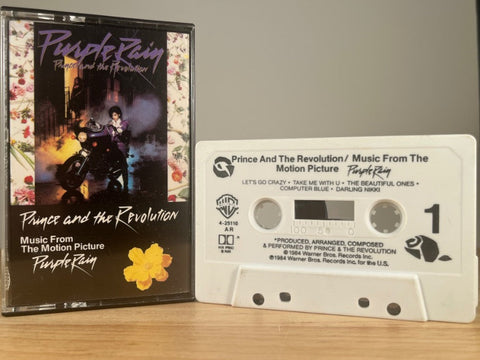 Purple Rain
Prince and the Revolution
Prince and the Revolution
Music From
The Motion Picture
Purple Rain
Prince And The Revolution/ Music From The
Motion Picture Purple Rain
LET'S GO CRAZY • TAKE ME WITH U • THE BEAUTIFUL ONES •
COMPUTER BLUE • DARLING NIKKI
4-25110
AR
1
*PRODUCED, ARRANGED, COMPOSED
& PERFORMED BY PRINCE & THE REVOLUTION
℗ 1984 Warner Bros. Records Inc.
© 1984 Warner Bros. Records Inc. for the U.S.